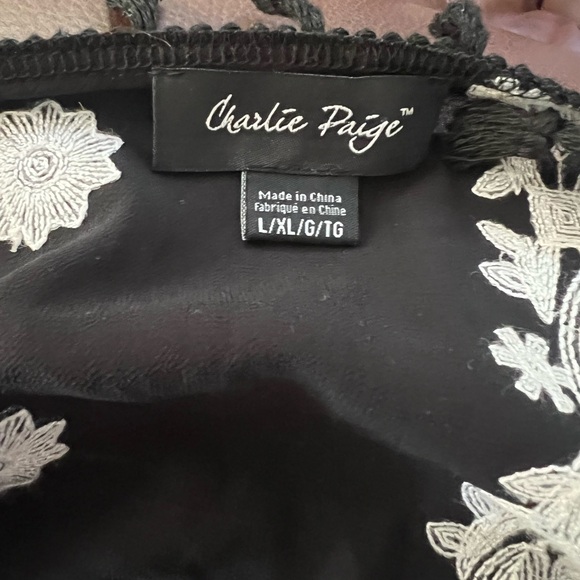 Charlie Paige™
Made in China
Fabriqué en Chine
L/XL/G/TG